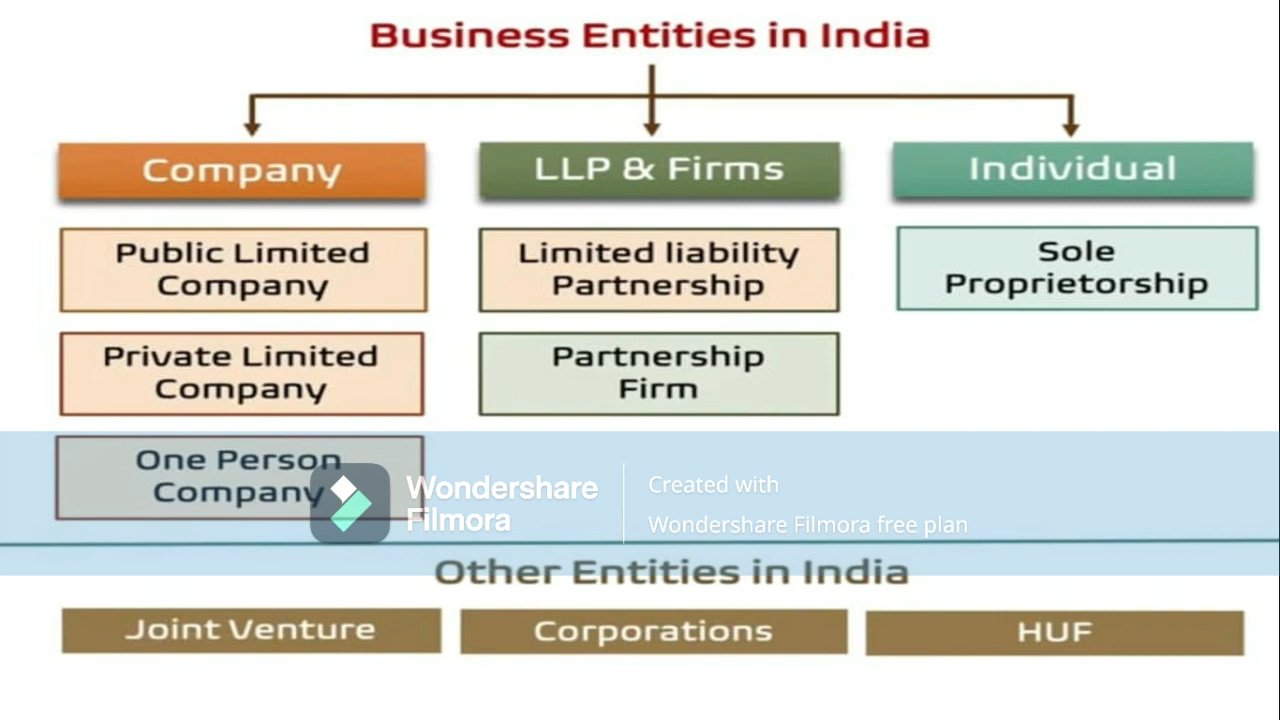 Business Entities in India
Company
LLP & Firms
Individual
Public Limited
Company
Limited liability
Partnership
Sole
Proprietorship
Private Limited
Company
Partnership
Firm
One Person
Company
Wondershare
Filmora
Created with
Wondershare Filmora free plan
Other Entities in India
Joint Venture
Corporations
HUF